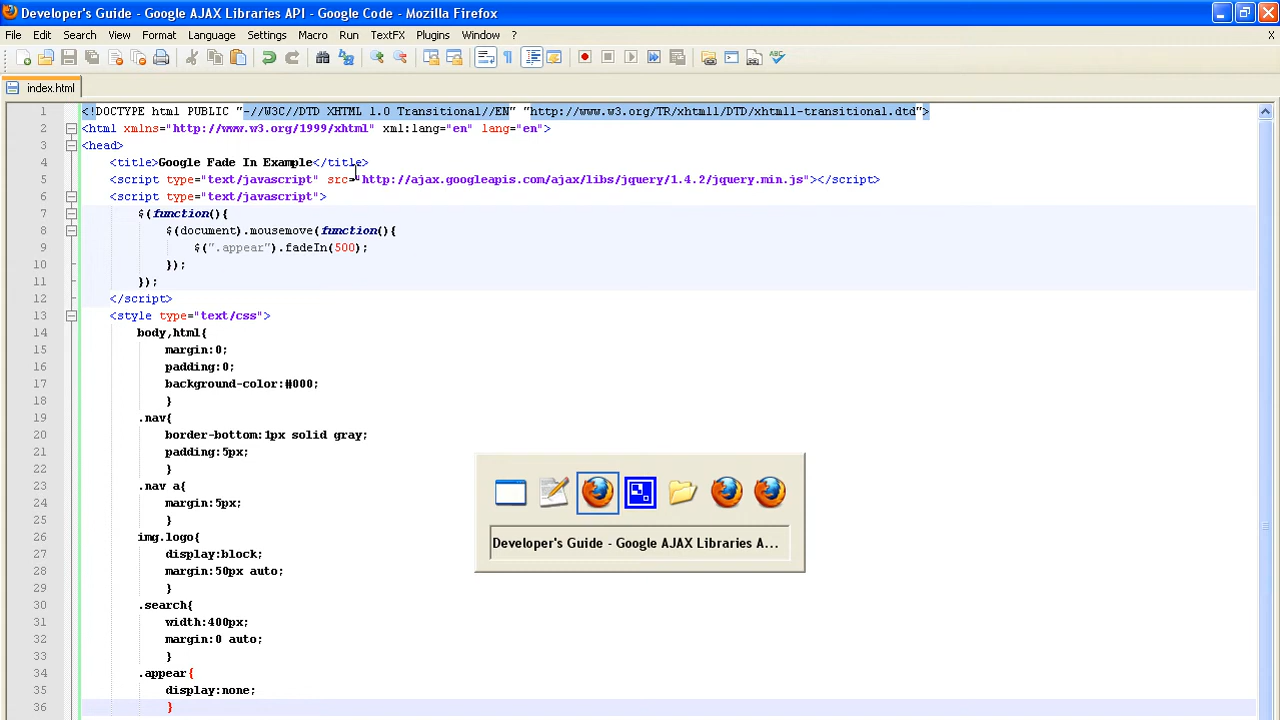 Developer's Guide - Google AJAX Libraries API - Google Code - Mozilla Firefox
File Edit Search View Format Language Settings Macro Run TextFX Plugins Window ? X
index.html
1 <!DOCTYPE html PUBLIC "-//W3C//DTD XHTML 1.0 Transitional//EN" "http://www.w3.org/TR/xhtml1/DTD/xhtml1-transitional.dtd">
2 <html xmlns="http://www.w3.org/1999/xhtml" xml:lang="en" lang="en">
3 <head>
4 <title>Google Fade In Example</title>
5 <script type="text/javascript" src="http://ajax.googleapis.com/ajax/libs/jquery/1.4.2/jquery.min.js"></script>
6 <script type="text/javascript">
7 $(function(){
8 $(document).mousemove(function(){
9 $(".appear").fadeIn(500);
10 });
11 });
12 </script>
13 <style type="text/css">
14 body,html{
15 margin:0;
16 padding:0;
17 background-color:#000;
18 }
19 .nav{
20 border-bottom:1px solid gray;
21 padding:5px;
22 }
23 .nav a{
24 margin:5px;
25 }
26 img.logo{
27 display:block;
28 margin:50px auto;
29 }
30 .search{
31 width:400px;
32 margin:0 auto;
33 }
34 .appear{
35 display:none;
36 }
Developer's Guide - Google AJAX Libraries A...